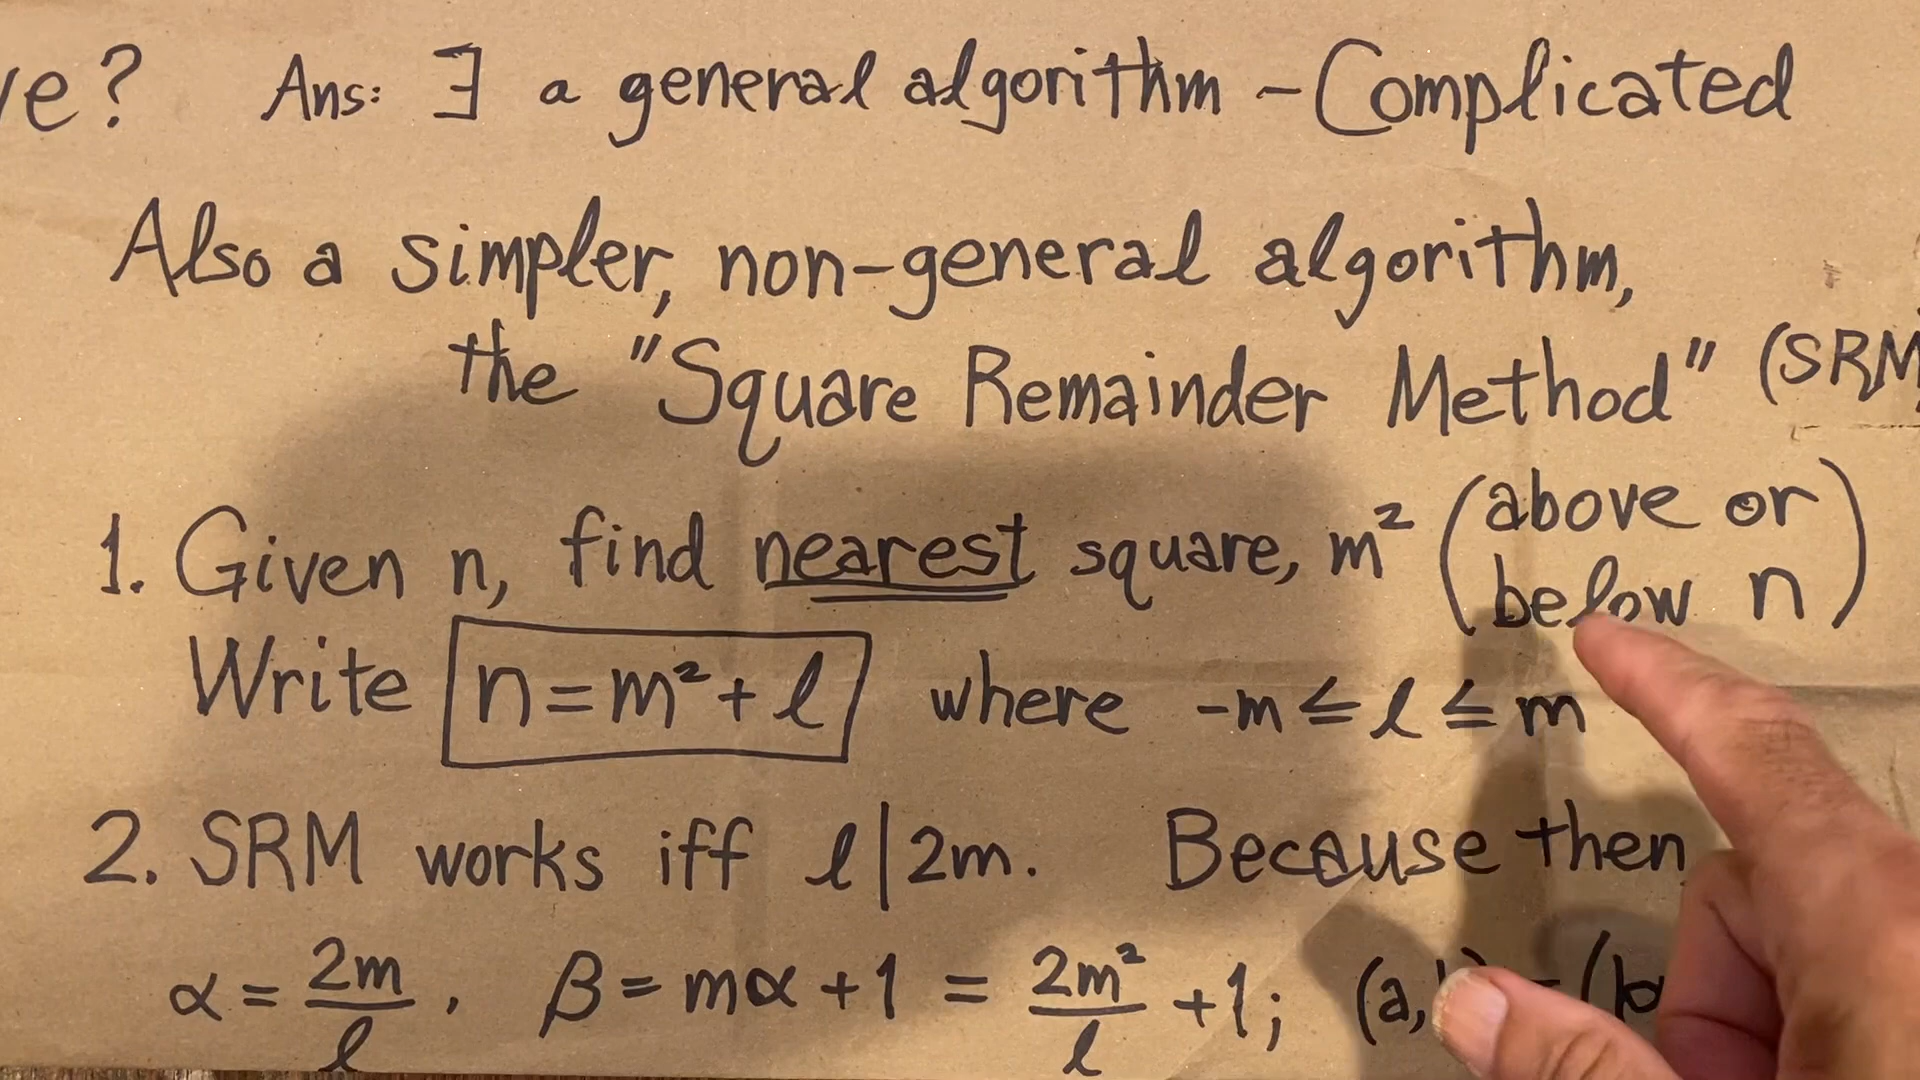 ? Ans: ∃ a general algorithm - Complicated
Also a simpler, non-general algorithm,
the "Square Remainder Method" (SRM
1. Given n, find nearest square, m² (above or below n)
Write n=m²+l where -m≤l≤m
2. SRM works iff l|2m. Because then
α = 2m/l, β = mα+1 = 2m²/l +1; (a,